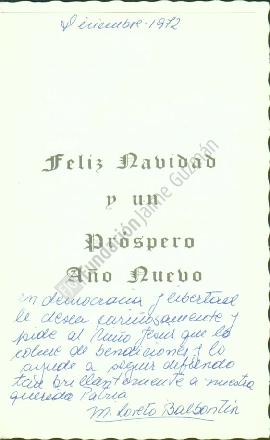 Diciembre-1972
Feliz Navidad
y un
Próspero
Año Nuevo
en democracia y libertad
le desea cariñosamente y
pide al Niño Jesús que lo
colme de bendiciones y lo
ayude a seguir defendiendo
tan brillantemente a nuestra
querida Patria
M. Loreto Balbontín
Fundación Jaime Guzmán